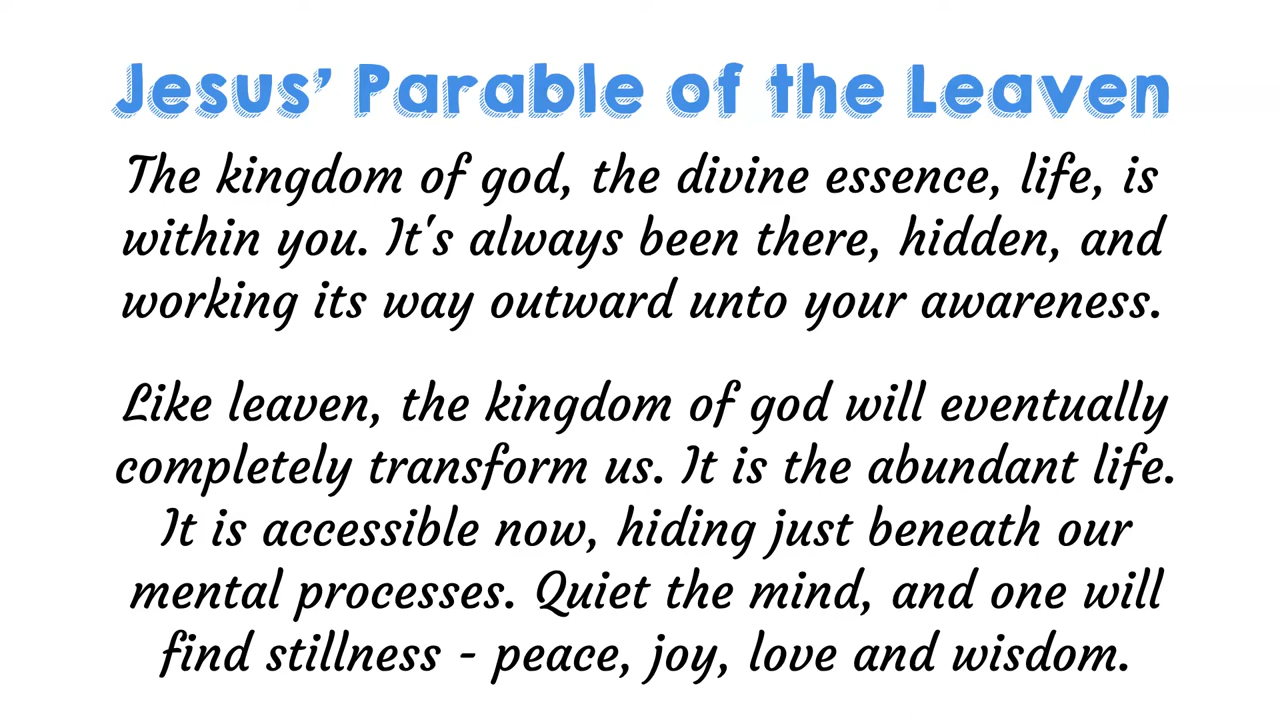 Jesus’ Parable of the Leaven
The kingdom of god, the divine essence, life, is
within you. It's always been there, hidden, and
working its way outward unto your awareness.
Like leaven, the kingdom of god will eventually
completely transform us. It is the abundant life.
It is accessible now, hiding just beneath our
mental processes. Quiet the mind, and one will
find stillness - peace, joy, love and wisdom.